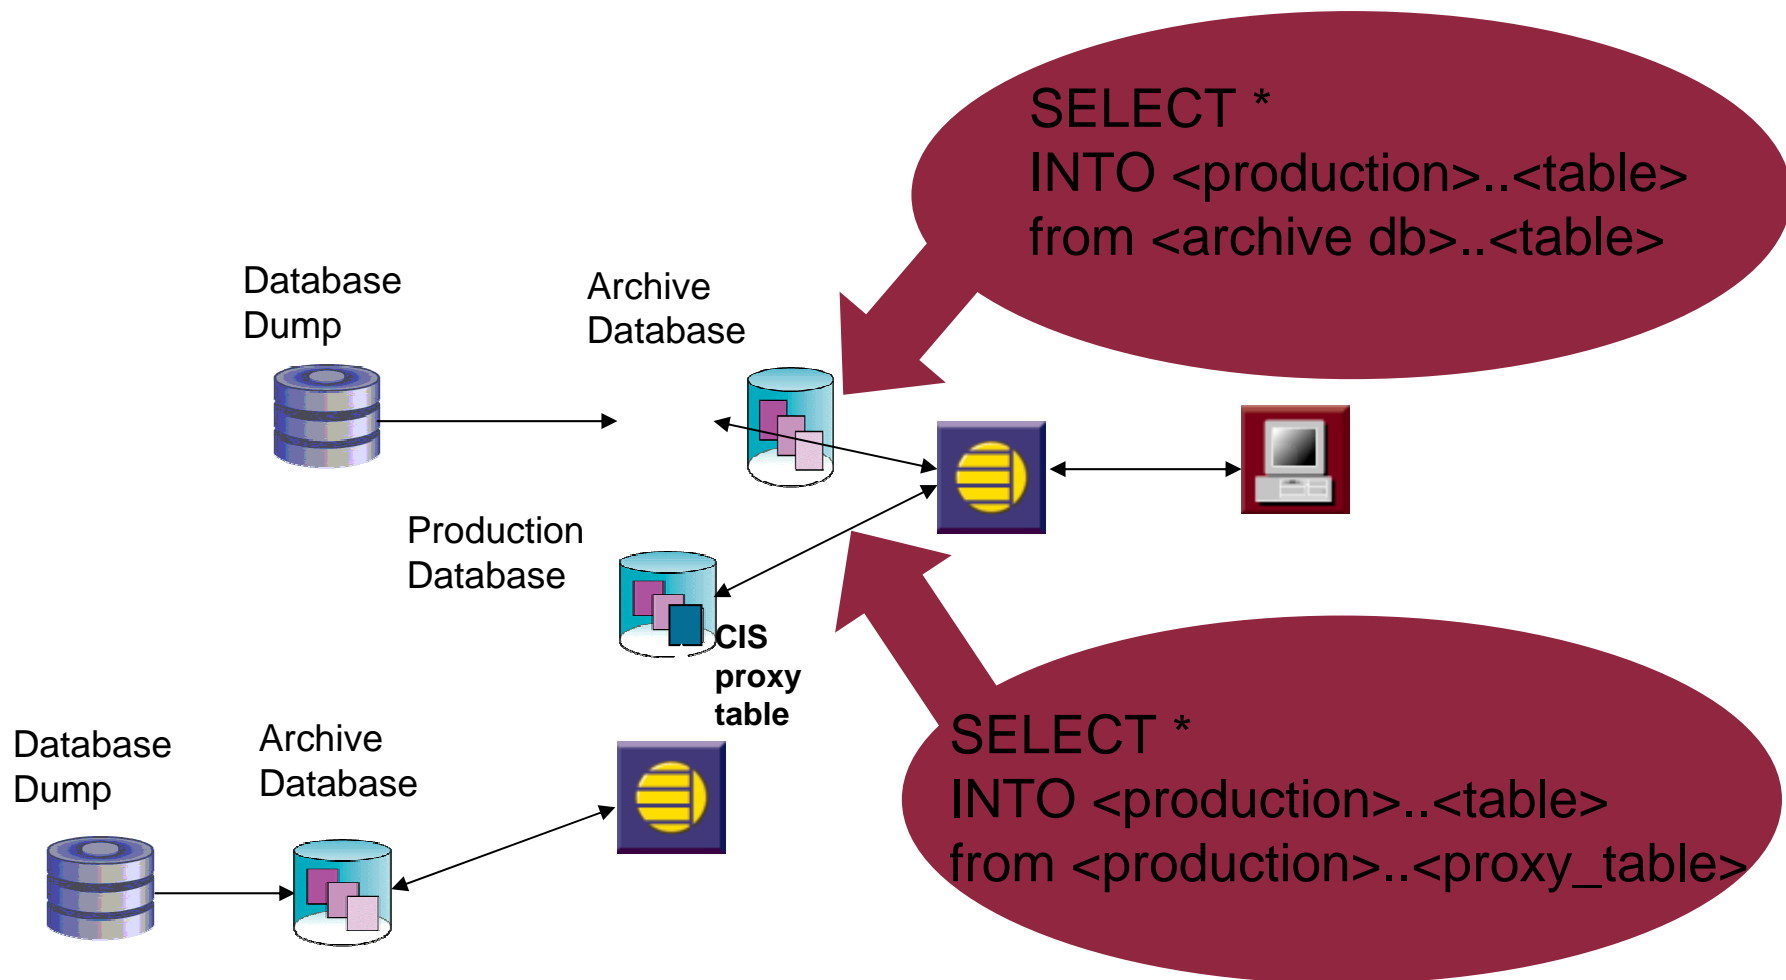 SELECT *
INTO <production>..<table>
from <archive db>..<table>
Database
Dump
Archive
Database
Production
Database
CIS
proxy
table
Database
Dump
Archive
Database
SELECT *
INTO <production>..<table>
from <production>..<proxy_table>